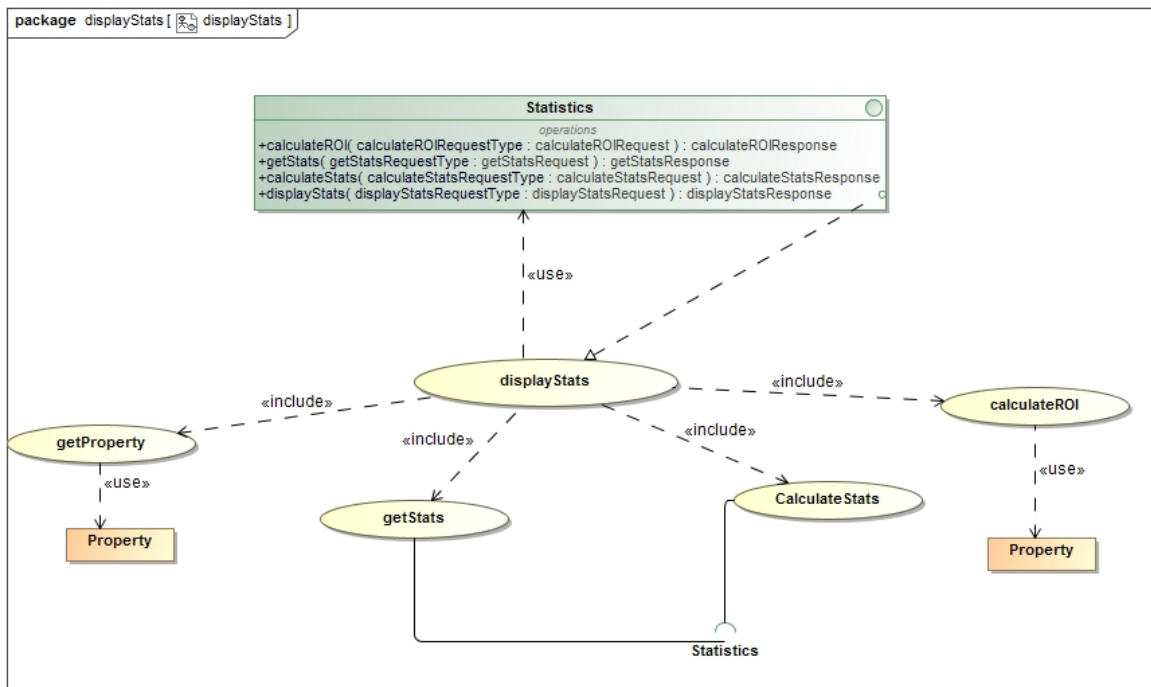 package displayStats [ displayStats ]
Statistics
operations
+calculateROI( calculateROIRequestType : calculateROIRequest ) : calculateROIResponse
+getStats( getStatsRequestType : getStatsRequest ) : getStatsResponse
+calculateStats( calculateStatsRequestType : calculateStatsRequest ) : calculateStatsResponse
+displayStats( displayStatsRequestType : displayStatsRequest ) : displayStatsResponse
«use»
displayStats
«include»
«include»
«include»
«include»
calculateROI
getProperty
«use»
«use»
CalculateStats
getStats
Property
Property
Statistics